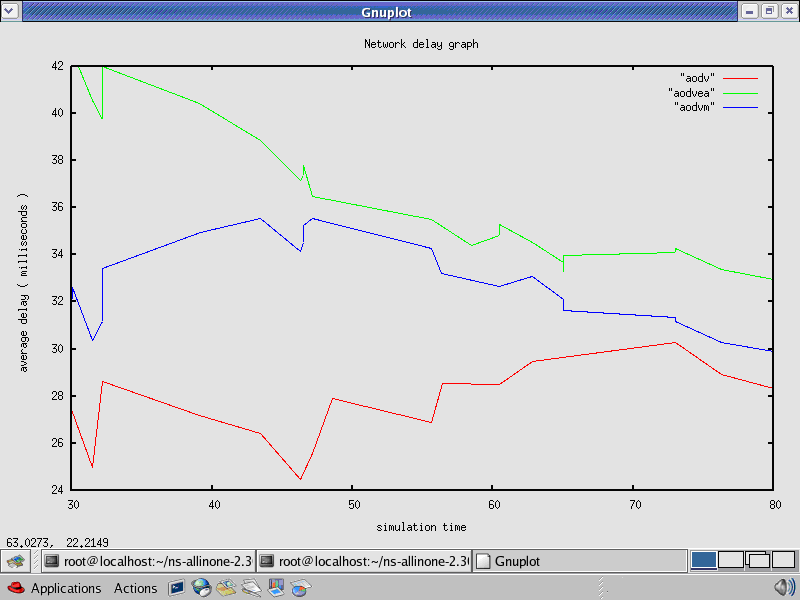 Gnuplot
Network delay graph
"aodv"
"aodvea"
"aodvm"
42
40
38
36
34
32
30
28
26
24
average delay ( milliseconds )
30 40 50 60 70 80
simulation time
63.0273, 22.2149
root@localhost:~/ns-allinone-2.3 root@localhost:~/ns-allinone-2.30 Gnuplot
Applications Actions